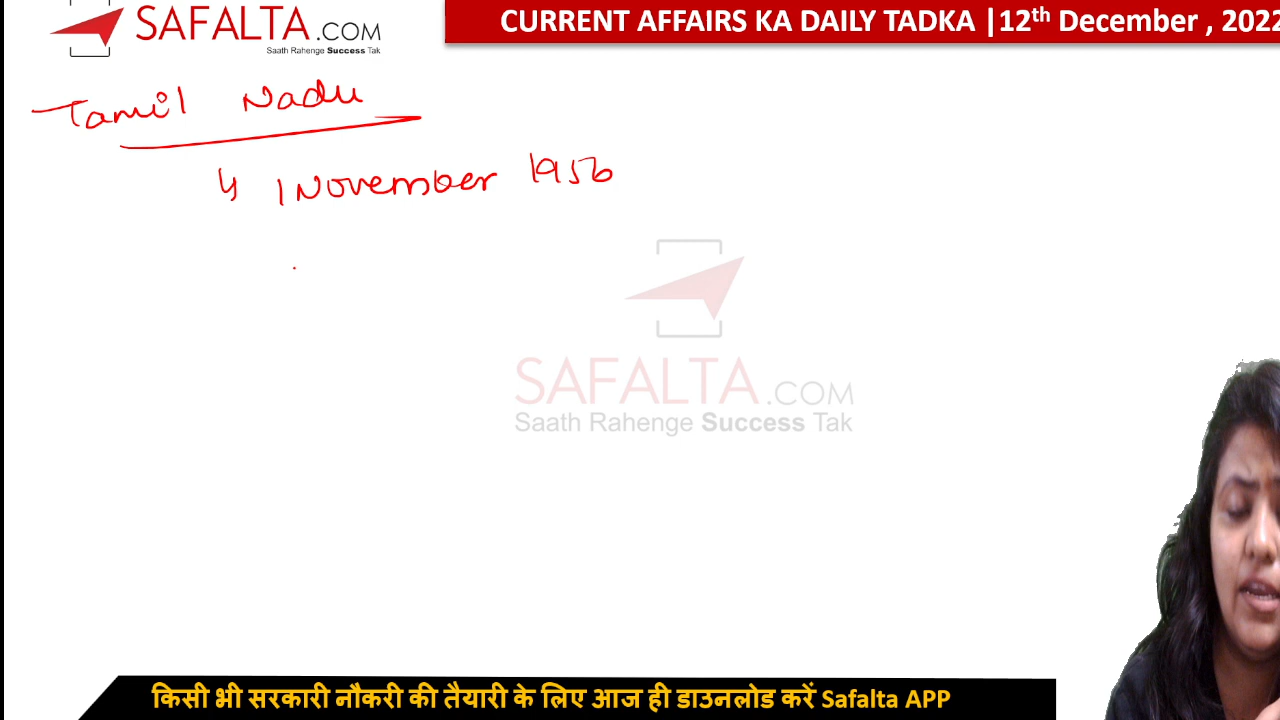 SAFALTA.COM
Saath Rahenge Success Tak
CURRENT AFFAIRS KA DAILY TADKA |12th December , 2022
Tamil Nadu
1 November 1956
SAFALTA.COM
Saath Rahenge Success Tak
किसी भी सरकारी नौकरी की तैयारी के लिए आज ही डाउनलोड करें Safalta APP